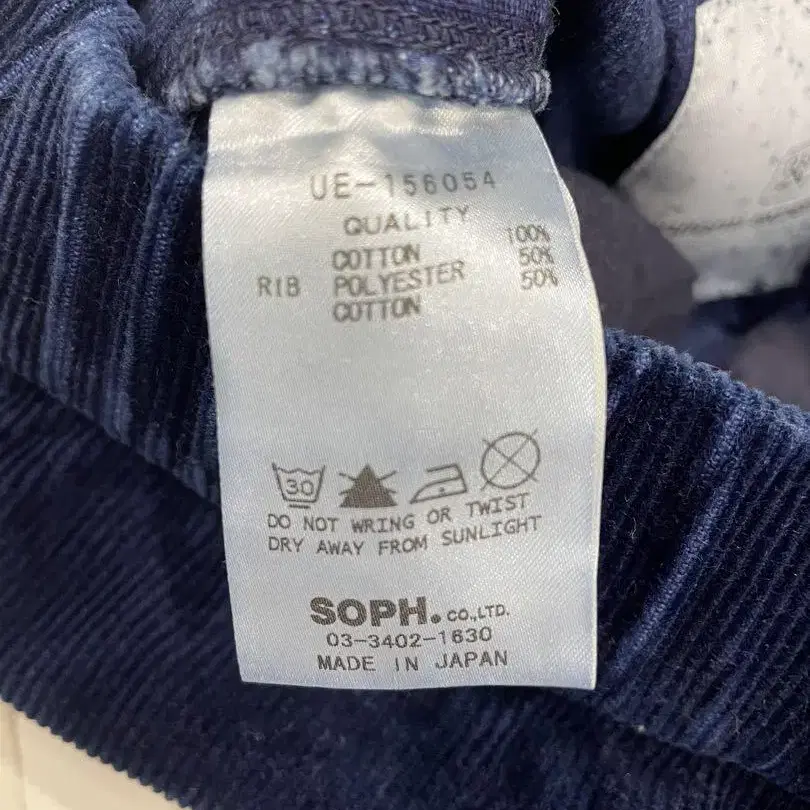 UE-156054
QUALITY
COTTON 100%
RIB POLYESTER 50%
COTTON 50%
30
DO NOT WRING OR TWIST
DRY AWAY FROM SUNLIGHT
SOPH. CO.,LTD.
03-3402-1630
MADE IN JAPAN